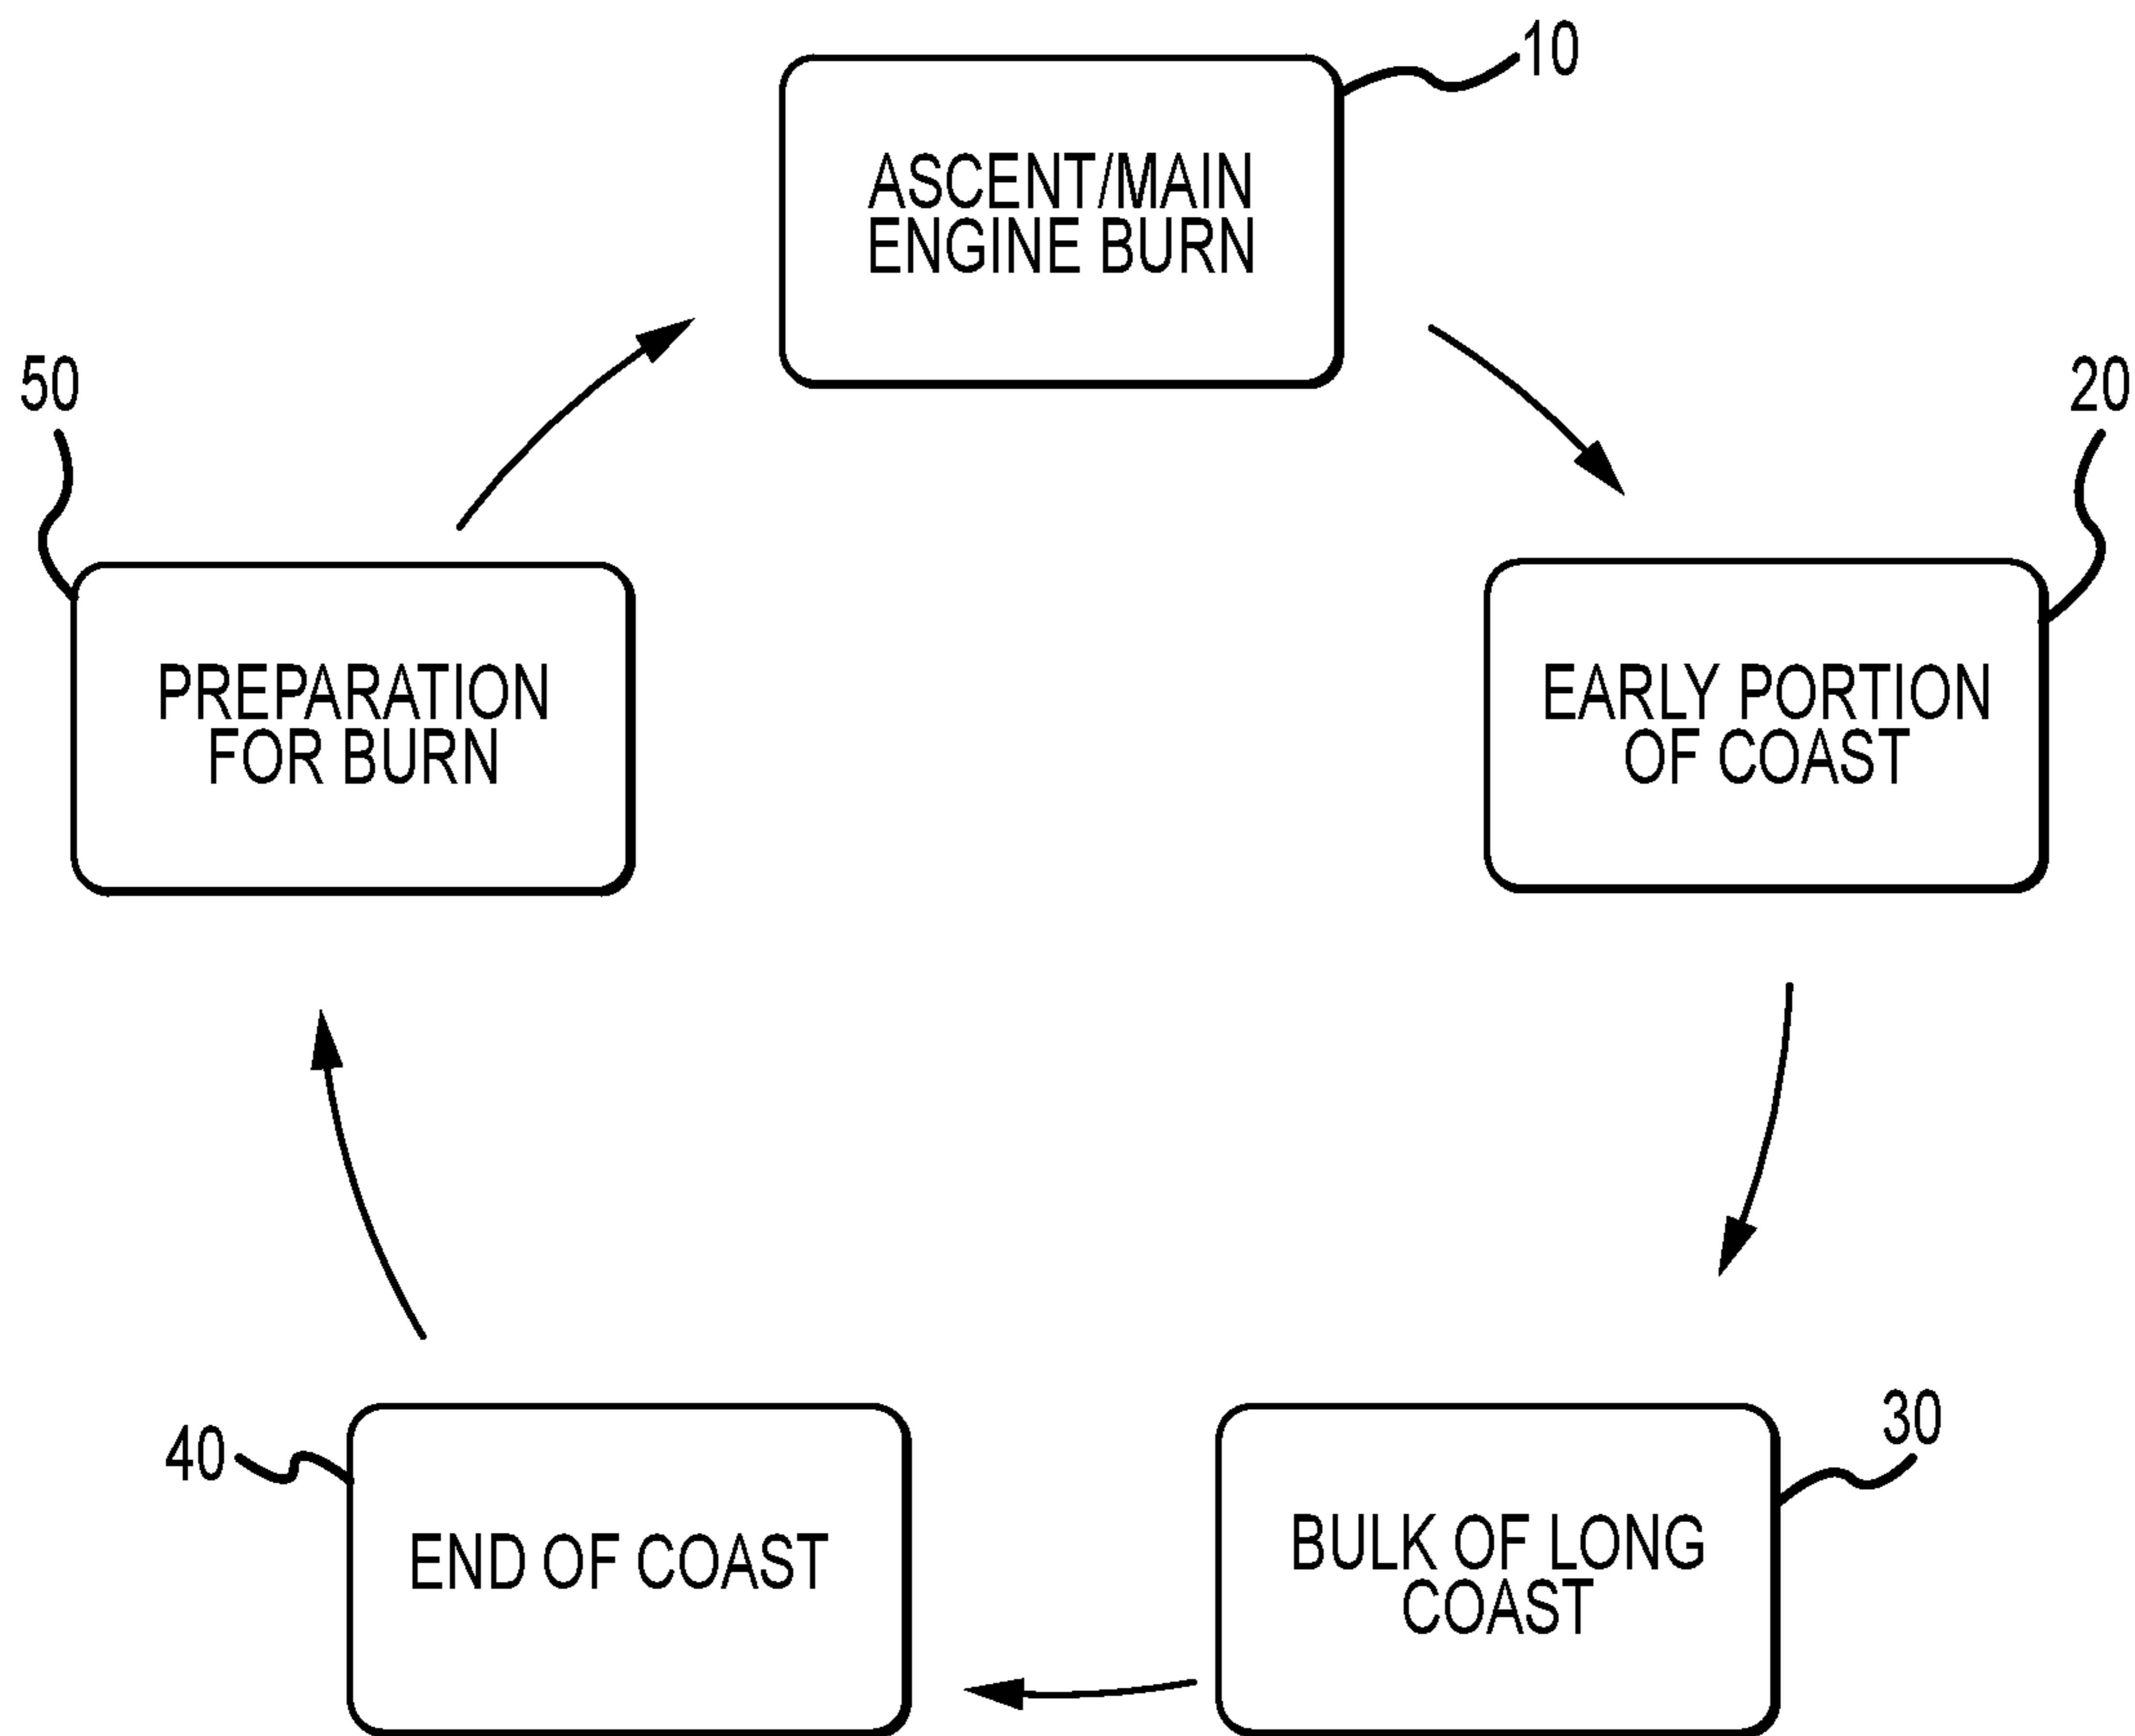 10
ASCENT/MAIN
ENGINE BURN
50
20
PREPARATION
FOR BURN
EARLY PORTION
OF COAST
40
30
END OF COAST
BULK OF LONG
COAST